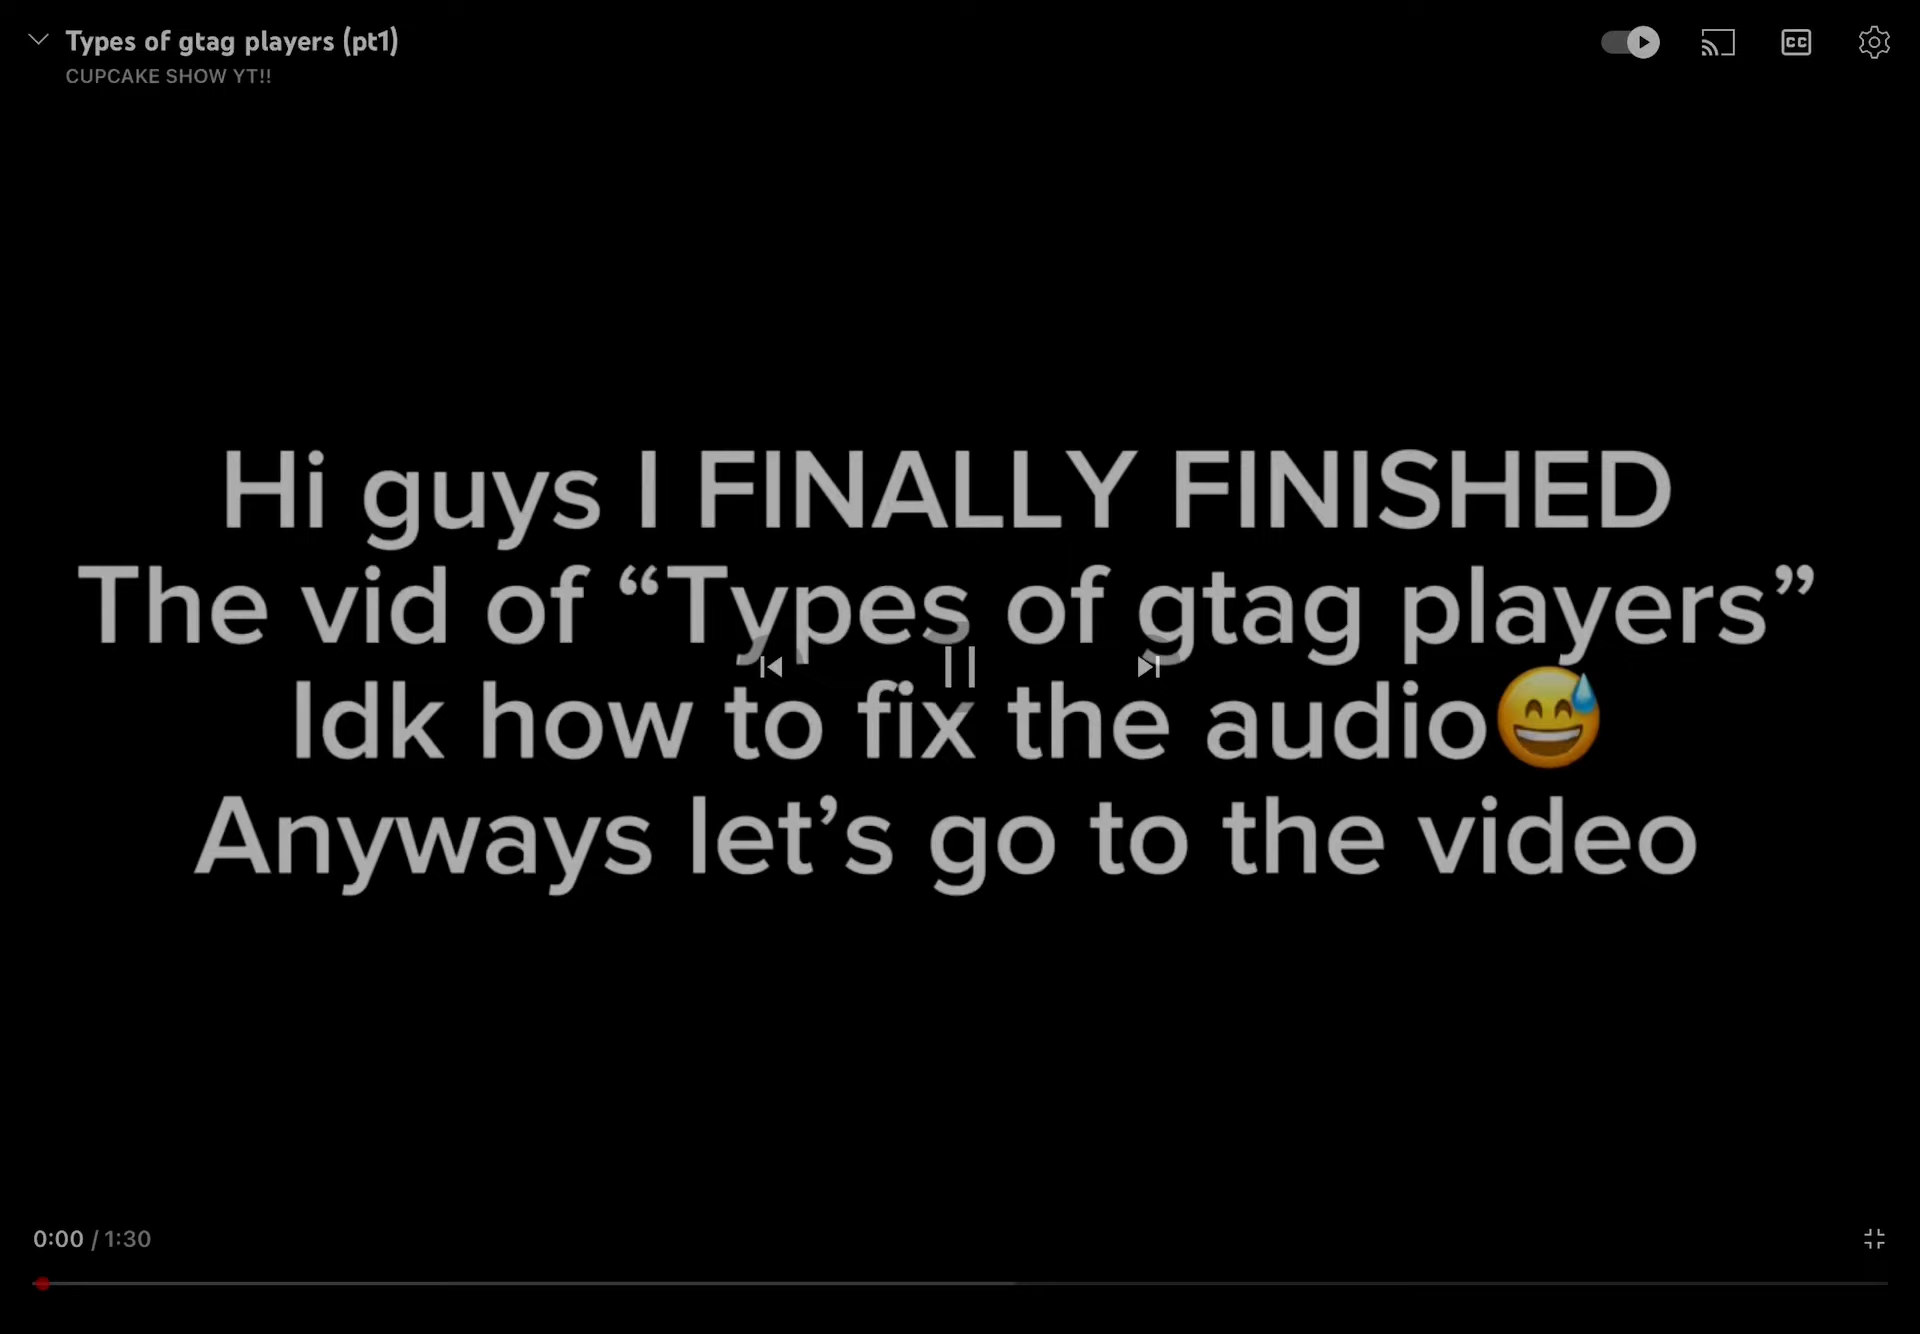 Types of gtag players (pt1)
CUPCAKE SHOW YT!!
CC
Hi guys I FINALLY FINISHED
The vid of “Types of gtag players”
Idk how to fix the audio😅
Anyways let’s go to the video
0:00 / 1:30